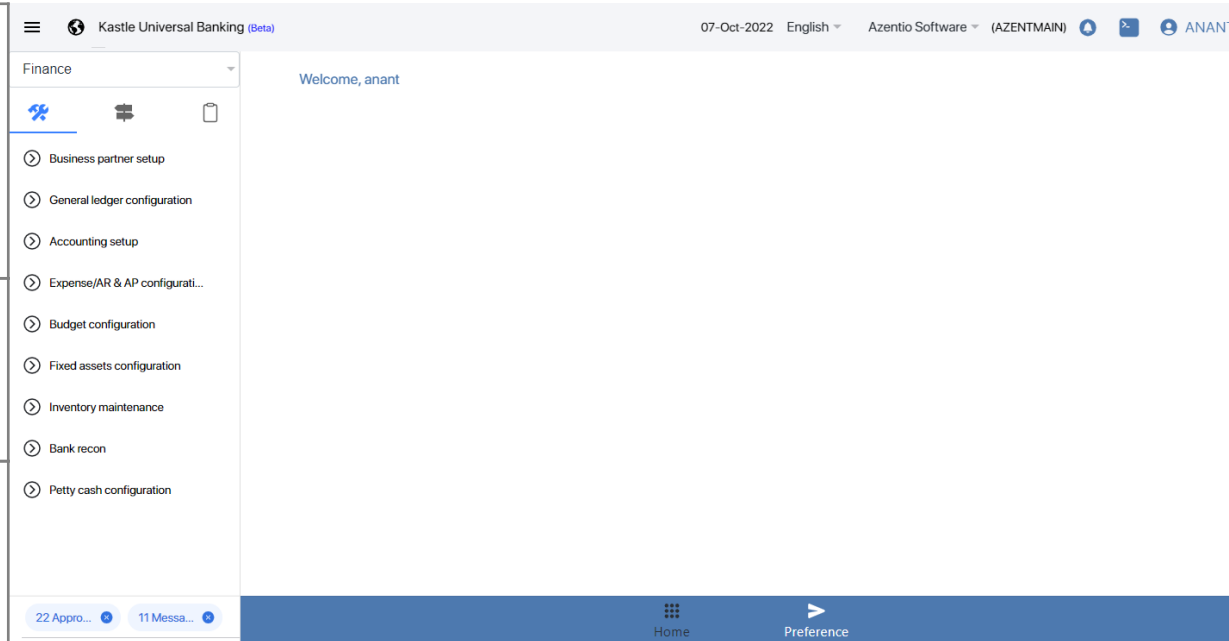 Kastle Universal Banking (Beta)
07-Oct-2022 English Azentio Software (AZENTMAIN) ANANT
Finance
Welcome, anant
Business partner setup
General ledger configuration
Accounting setup
Expense/AR & AP configurati...
Budget configuration
Fixed assets configuration
Inventory maintenance
Bank recon
Petty cash configuration
22 Appro... 11 Messa...
Home Preference